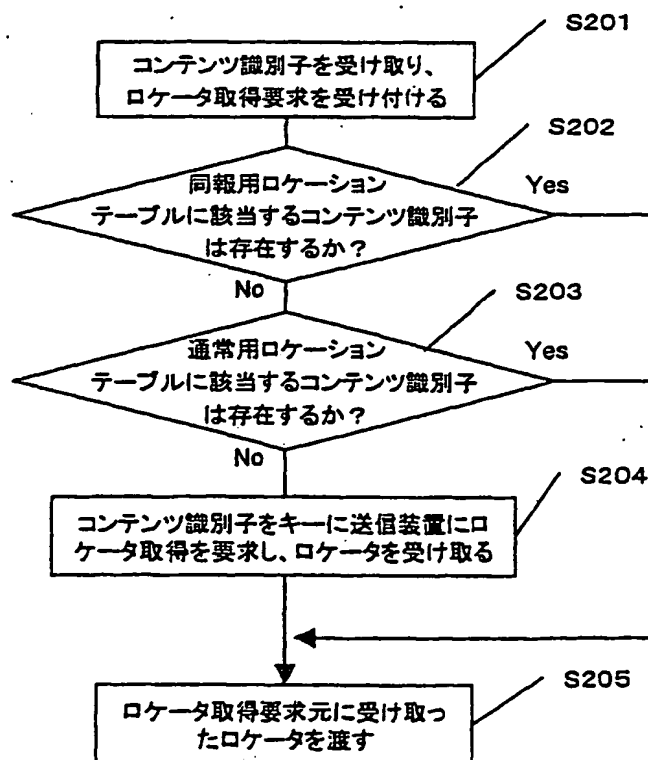 S201
コンテンツ識別子を受け取り、
ロケータ取得要求を受け付ける
S202
同報用ロケーション
テーブルに該当するコンテンツ識別子
は存在するか？
Yes
No
S203
通常用ロケーション
テーブルに該当するコンテンツ識別子
は存在するか？
Yes
No
S204
コンテンツ識別子をキーに送信装置にロ
ケータ取得を要求し、ロケータを受け取る
S205
ロケータ取得要求元に受け取っ
たロケータを渡す